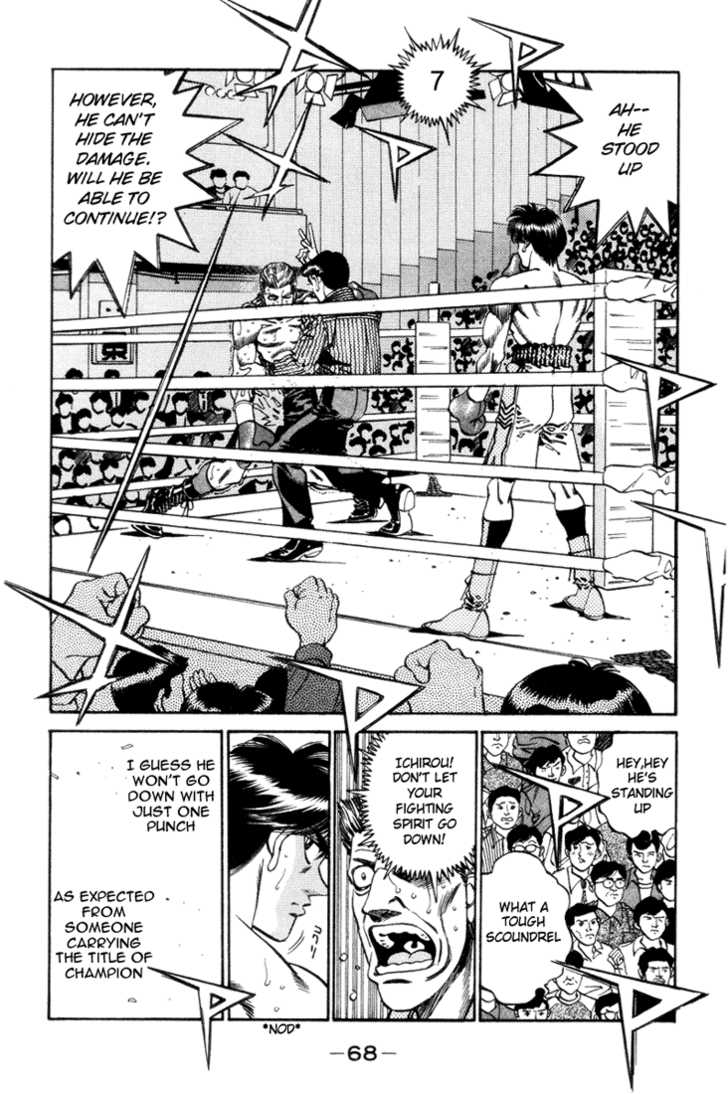 AH--
HE
STOOD
UP
7
HOWEVER,
HE CAN'T
HIDE THE
DAMAGE.
WILL HE BE
ABLE TO
CONTINUE!?
HEY,HEY
HE'S
STANDING
UP
WHAT A
TOUGH
SCOUNDREL
ICHIROU!
DON'T LET
YOUR
FIGHTING
SPIRIT GO
DOWN!
*NOD*
I GUESS HE
WON'T GO
DOWN WITH
JUST ONE
PUNCH
AS EXPECTED
FROM
SOMEONE
CARRYING
THE TITLE OF
CHAMPION
-68-